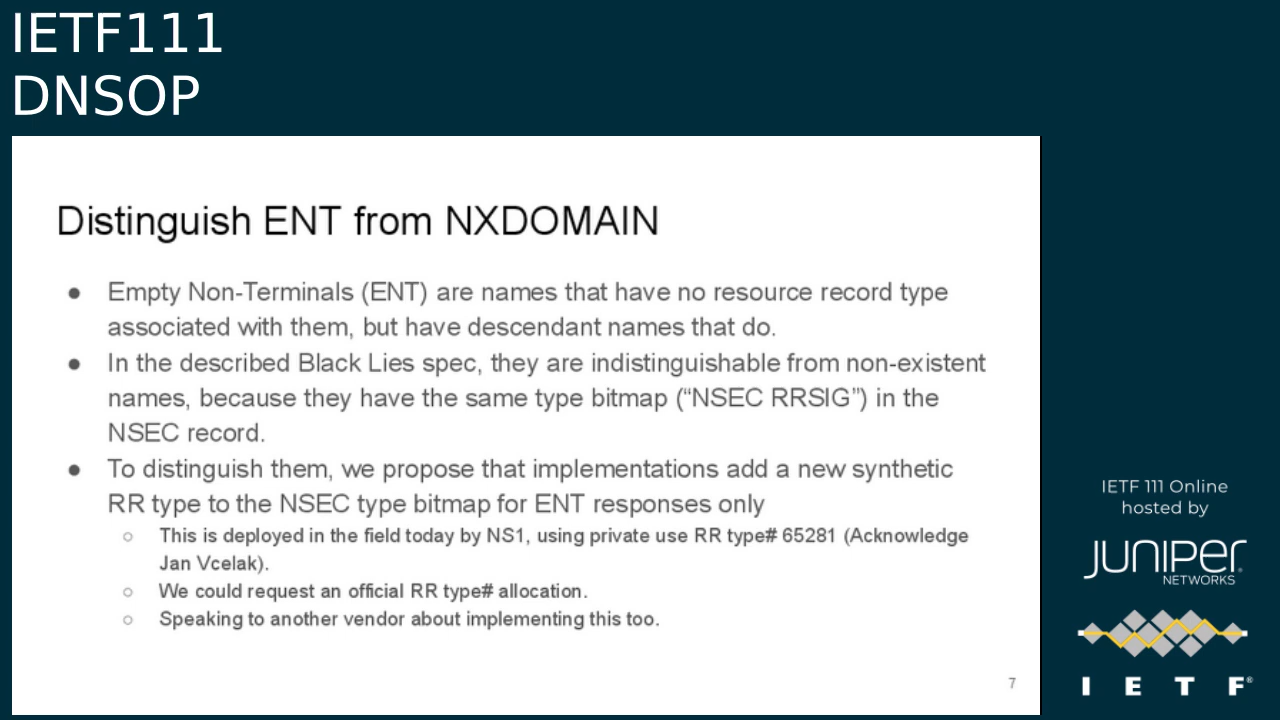 IETF111
DNSOP
Distinguish ENT from NXDOMAIN
● Empty Non-Terminals (ENT) are names that have no resource record type
associated with them, but have descendant names that do.
● In the described Black Lies spec, they are indistinguishable from non-existent
names, because they have the same type bitmap (“NSEC RRSIG”) in the
NSEC record.
● To distinguish them, we propose that implementations add a new synthetic
RR type to the NSEC type bitmap for ENT responses only
○ This is deployed in the field today by NS1, using private use RR type# 65281 (Acknowledge
Jan Vcelak).
○ We could request an official RR type# allocation.
○ Speaking to another vendor about implementing this too.
7
IETF 111 Online
hosted by
JUNIPER
NETWORKS
I E T F®